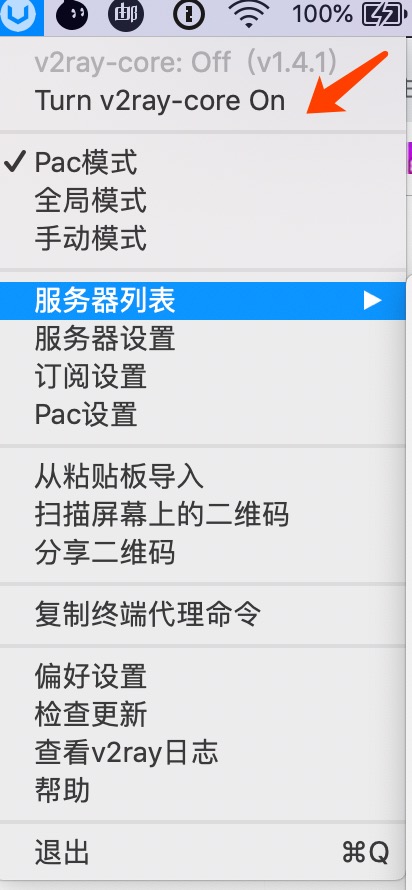 邮
100%
v2ray-core: Off（v1.4.1）
Turn v2ray-core On
Pac模式
全局模式
手动模式
服务器列表
服务器设置
订阅设置
Pac设置
从粘贴板导入
扫描屏幕上的二维码
分享二维码
复制终端代理命令
偏好设置
检查更新
查看v2ray日志
帮助
退出 ⌘Q